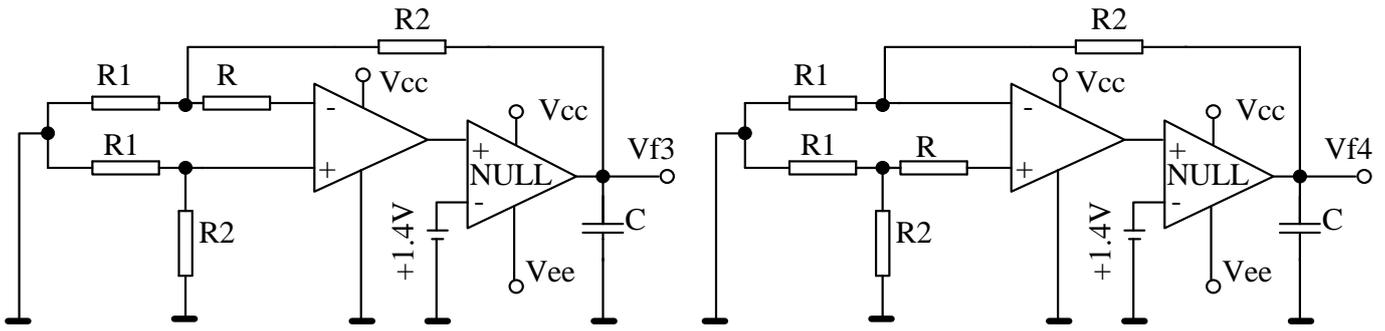 R2
R1 R
- Vcc
Vcc
R1
+ +
NULL
-
Vf3
R2
+1.4V
C
Vee
R2
R1
- Vcc
Vcc
R1 R
+ +
NULL
-
Vf4
R2
+1.4V
C
Vee